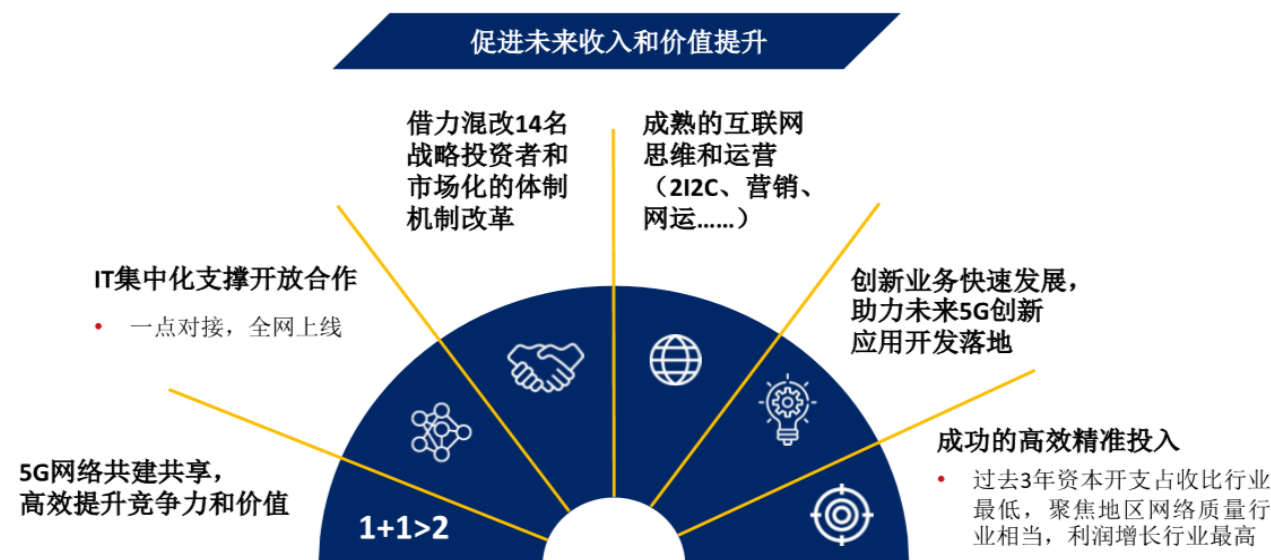 促进未来收入和价值提升
借力混改14名
战略投资者和
市场化的体制
机制改革
成熟的互联网
思维和运营
（2I2C、营销、
网运……）
IT集中化支撑开放合作
• 一点对接，全网上线
创新业务快速发展，
助力未来5G创新
应用开发落地
5G网络共建共享，
高效提升竞争力和价值
1+1>2
成功的高效精准投入
• 过去3年资本开支占收比行业
最低，聚焦地区网络质量行
业相当，利润增长行业最高